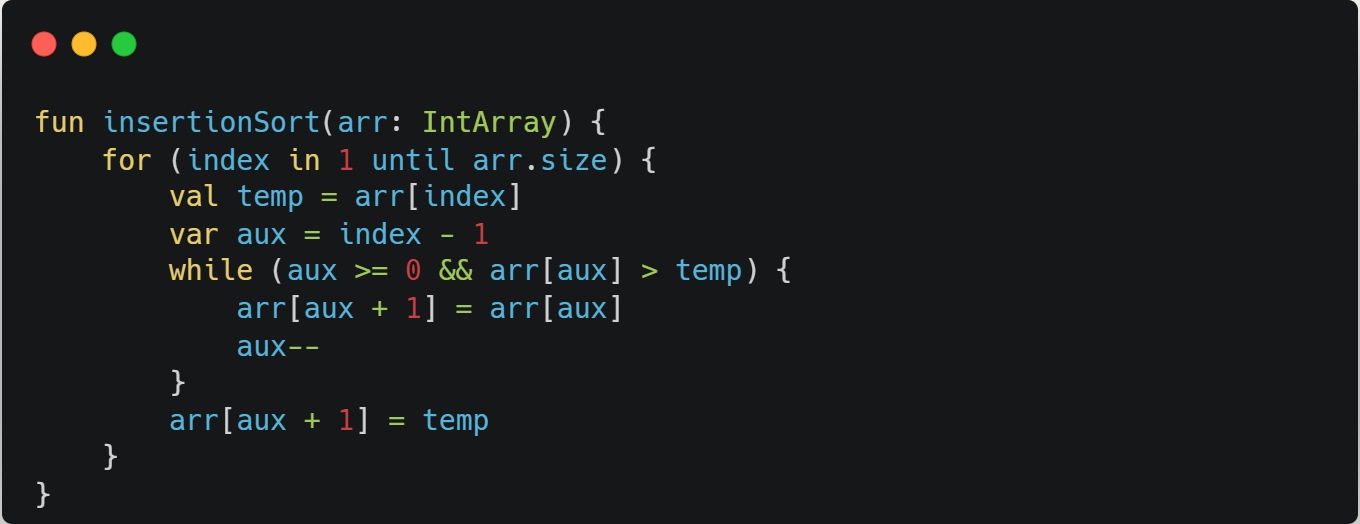 fun insertionSort(arr: IntArray) {
    for (index in 1 until arr.size) {
        val temp = arr[index]
        var aux = index - 1
        while (aux >= 0 && arr[aux] > temp) {
            arr[aux + 1] = arr[aux]
            aux--
        }
        arr[aux + 1] = temp
    }
}